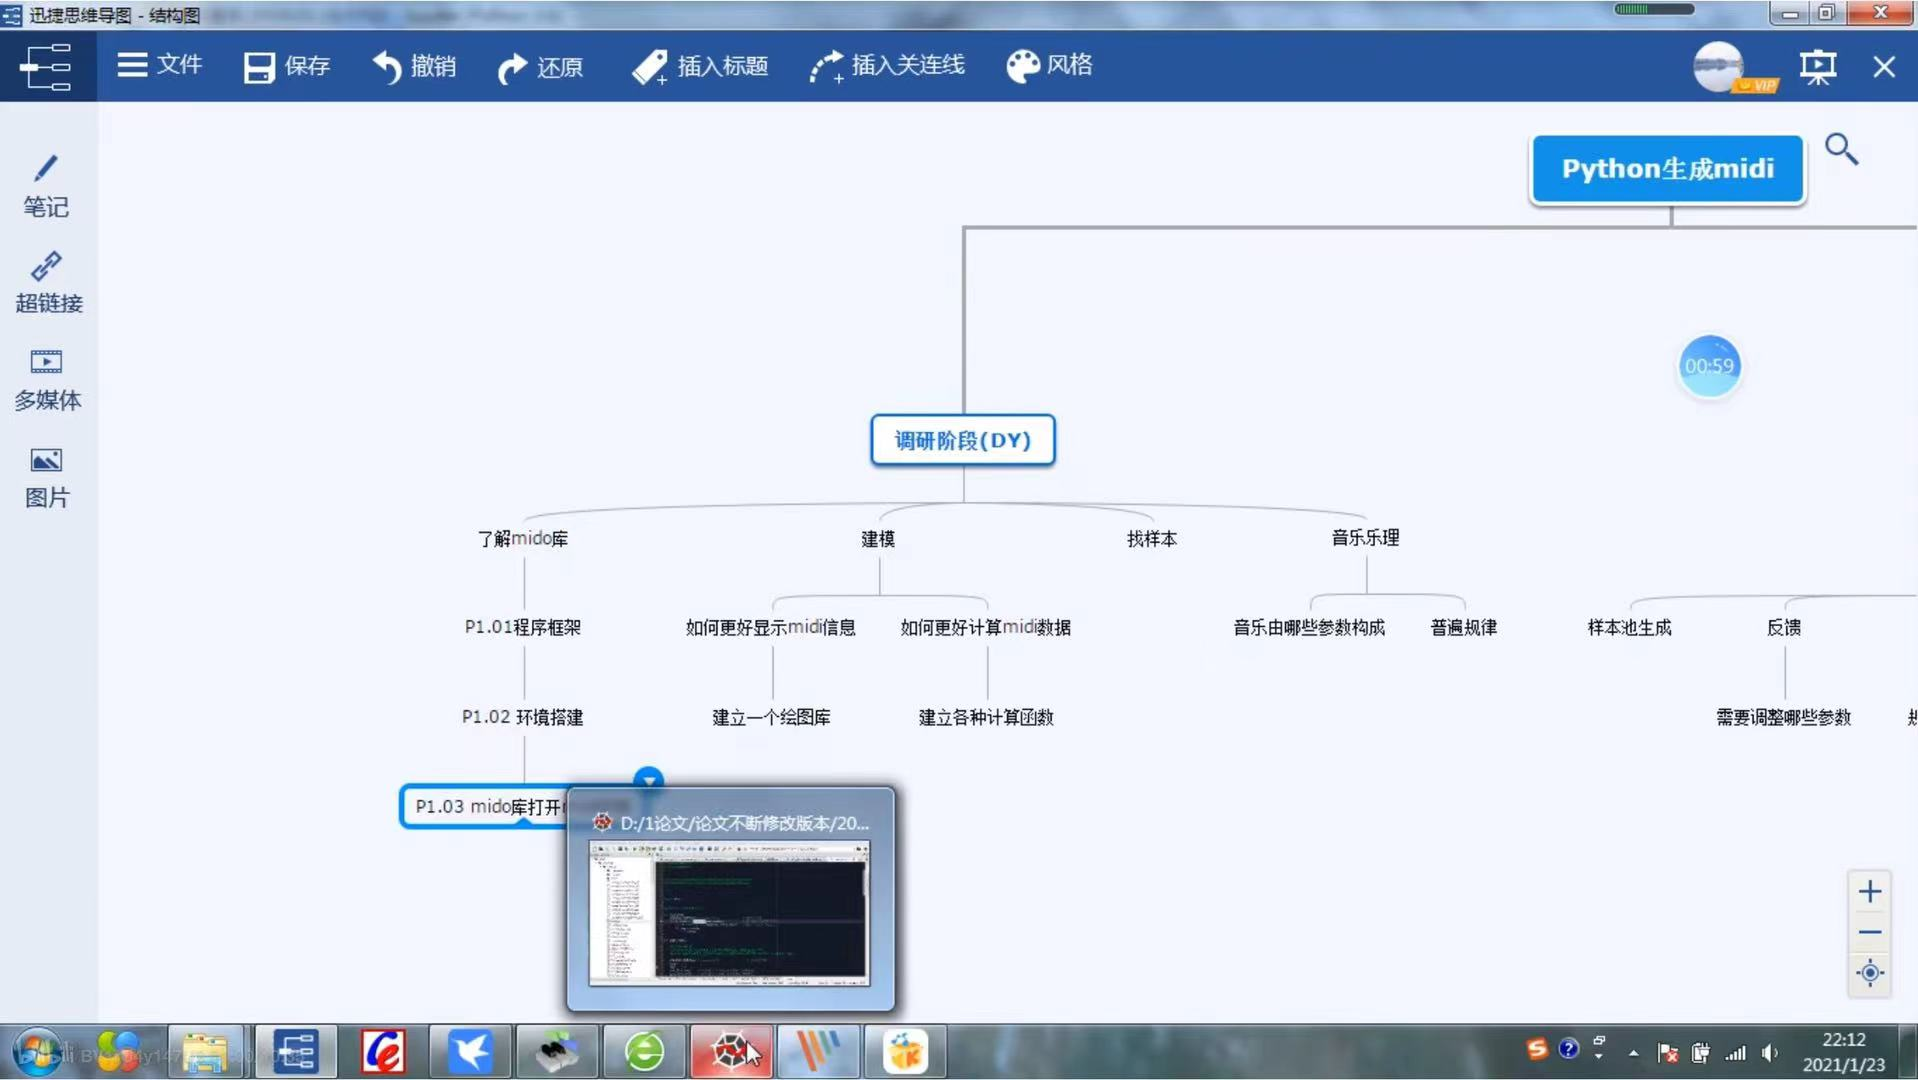 迅捷思维导图 - 结构图
文件
保存
撤销
还原
插入标题
插入关连线
风格
VIP
笔记
超链接
多媒体
图片
Python生成midi
00:59
调研阶段(DY)
了解mido库
建模
找样本
音乐乐理
P1.01程序框架
如何更好显示midi信息
如何更好计算midi数据
音乐由哪些参数构成
普遍规律
样本池生成
反馈
P1.02 环境搭建
建立一个绘图库
建立各种计算函数
需要调整哪些参数
P1.03 mido库打开
D:/1论文/论文不断修改版本/20...
22:12
2021/1/23